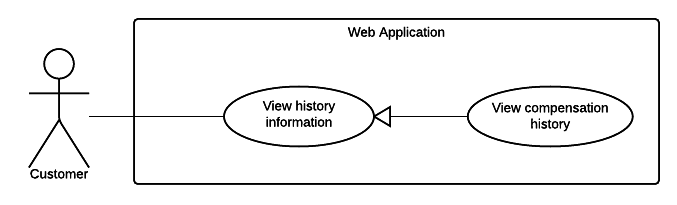 Web Application
View history
information
View compensation
history
Customer